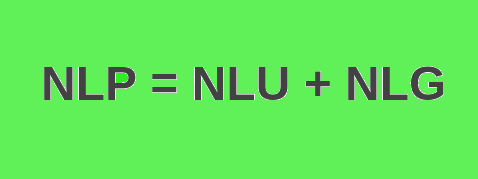 NLP = NLU + NLG